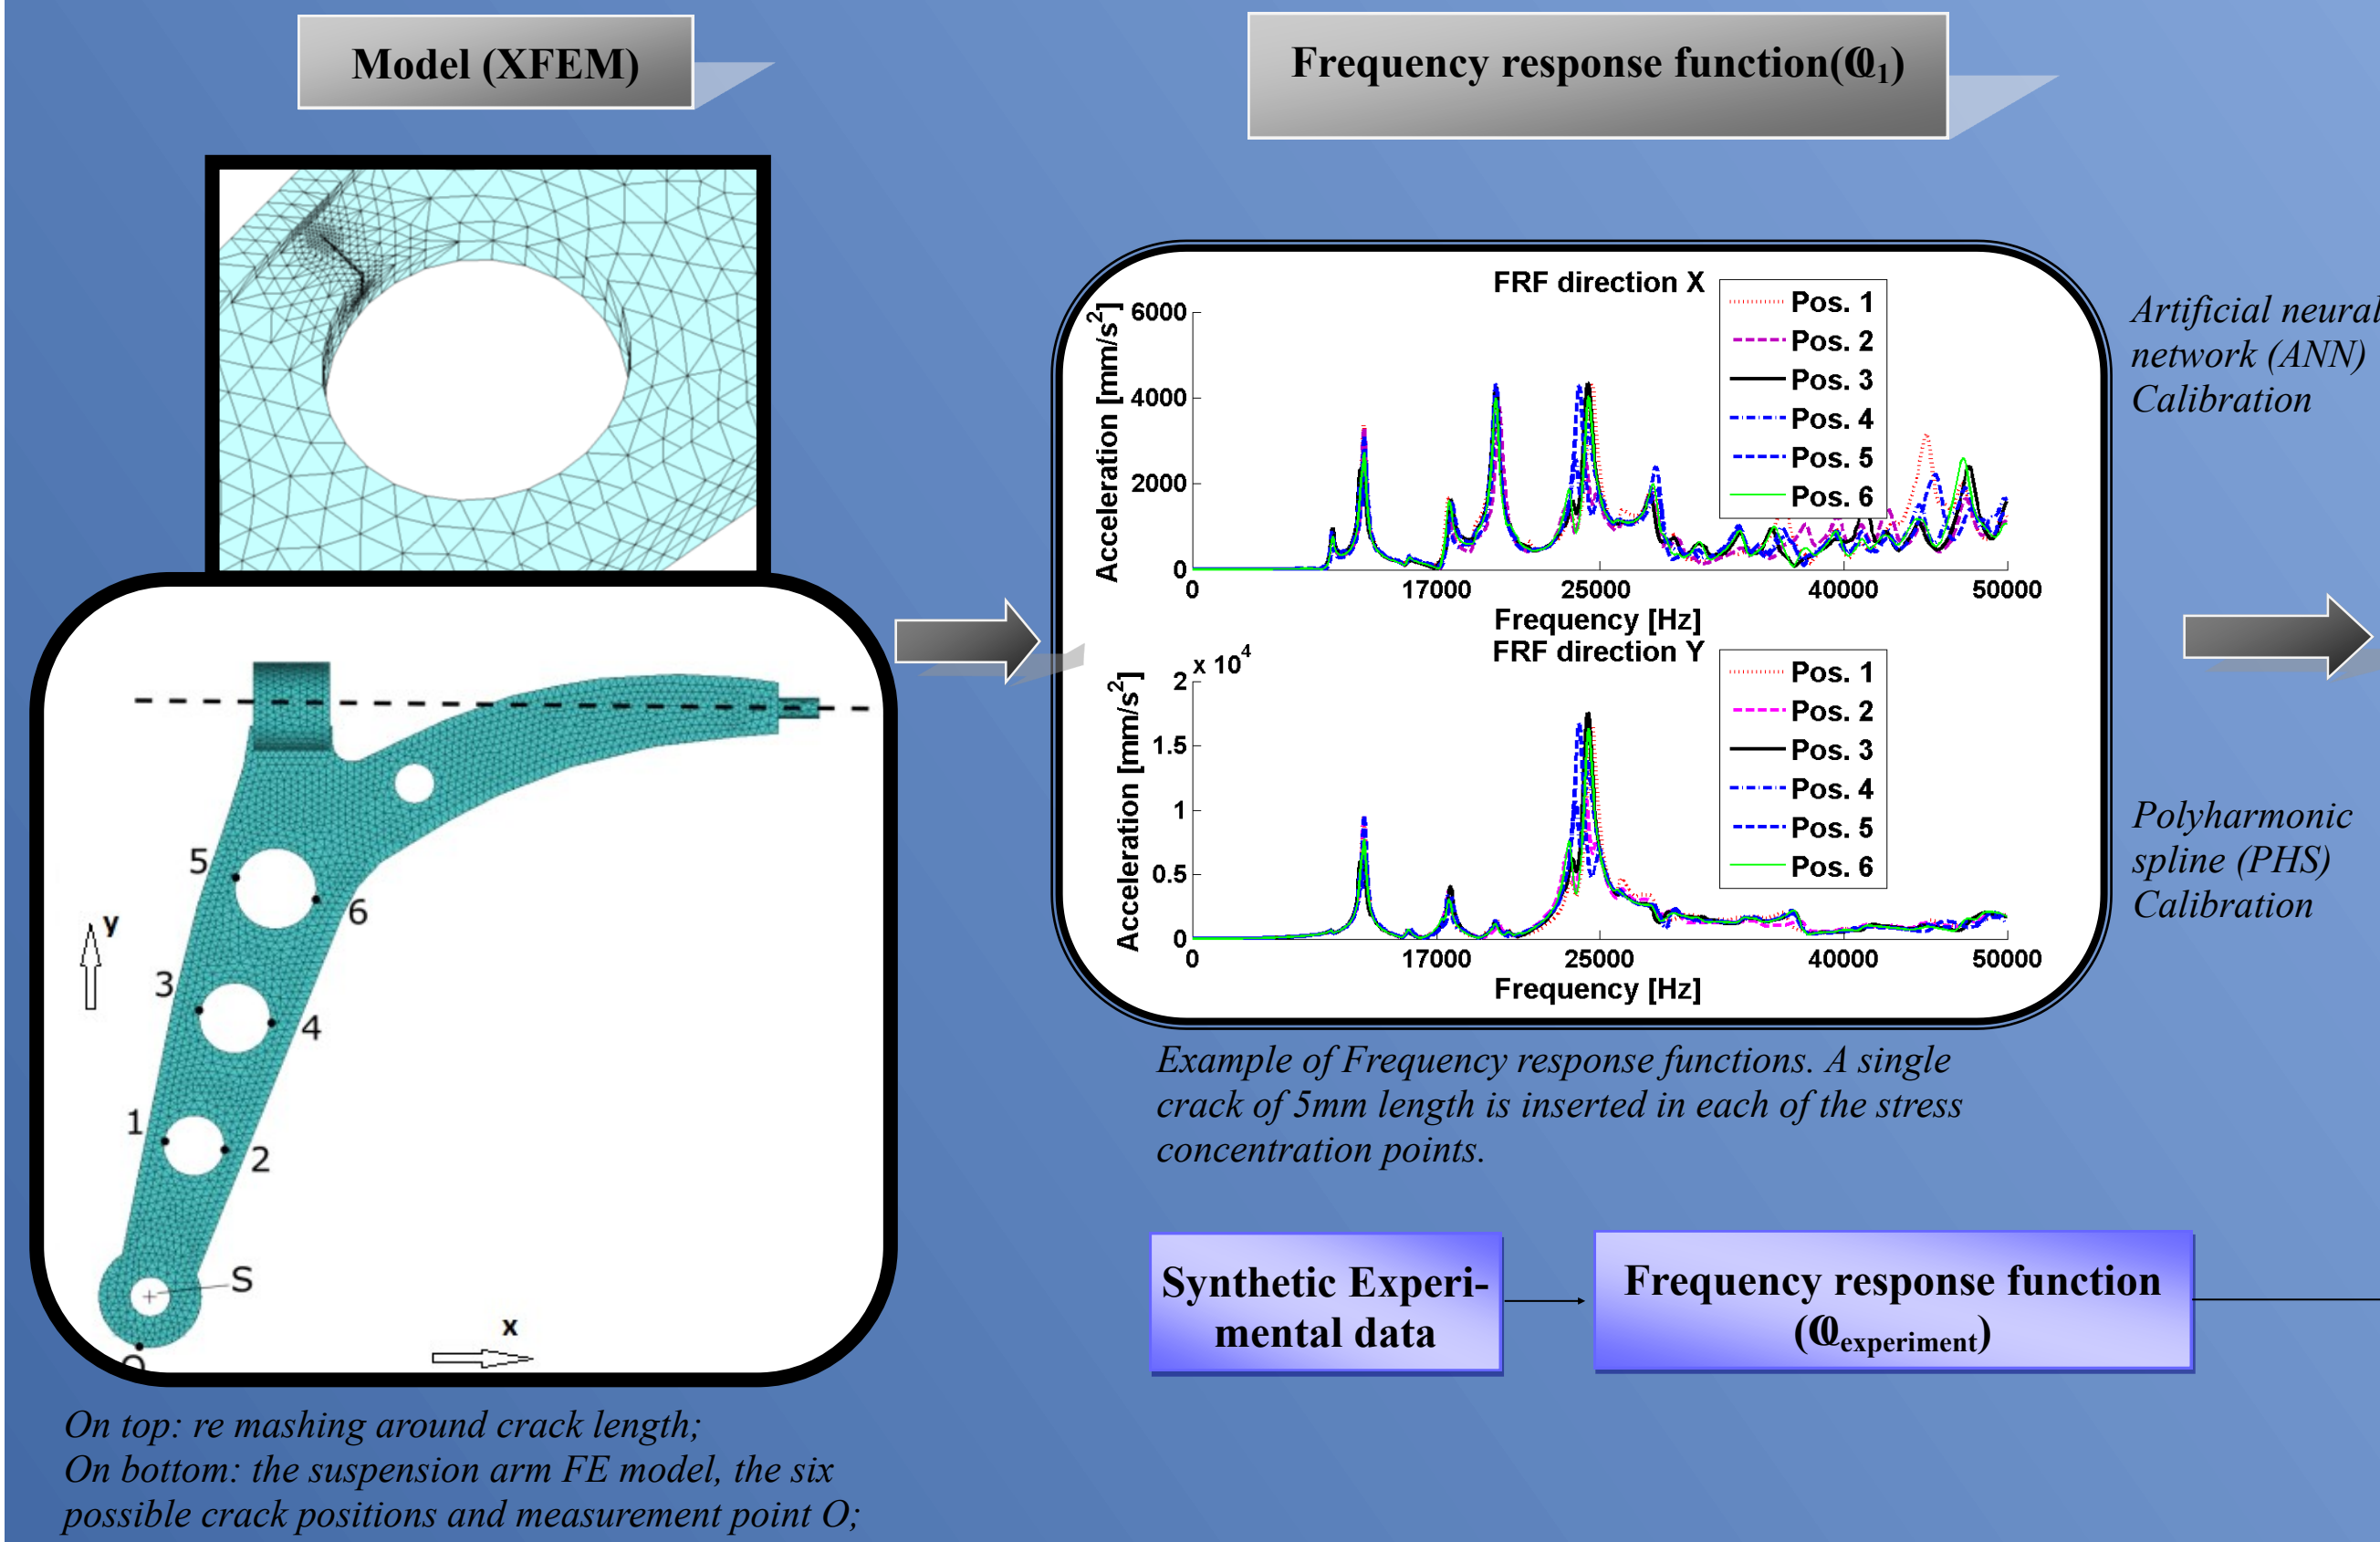 Model (XFEM)
Frequency response function(φ₁)
FRF direction X
Acceleration [mm/s²]
6000
4000
2000
0
Pos. 1
Pos. 2
Pos. 3
Pos. 4
Pos. 5
Pos. 6
0 17000 25000 40000 50000
Frequency [Hz]
FRF direction Y
x 10⁴
Acceleration [mm/s²]
2
1.5
1
0.5
0
Pos. 1
Pos. 2
Pos. 3
Pos. 4
Pos. 5
Pos. 6
0 17000 25000 40000 50000
Frequency [Hz]
Artificial neural
network (ANN)
Calibration
Polyharmonic
spline (PHS)
Calibration
5
6
y
3
4
1
2
S
x
O
Example of Frequency response functions. A single
crack of 5mm length is inserted in each of the stress
concentration points.
Synthetic Experi-
mental data
Frequency response function
(φexperiment)
On top: re mashing around crack length;
On bottom: the suspension arm FE model, the six
possible crack positions and measurement point O;